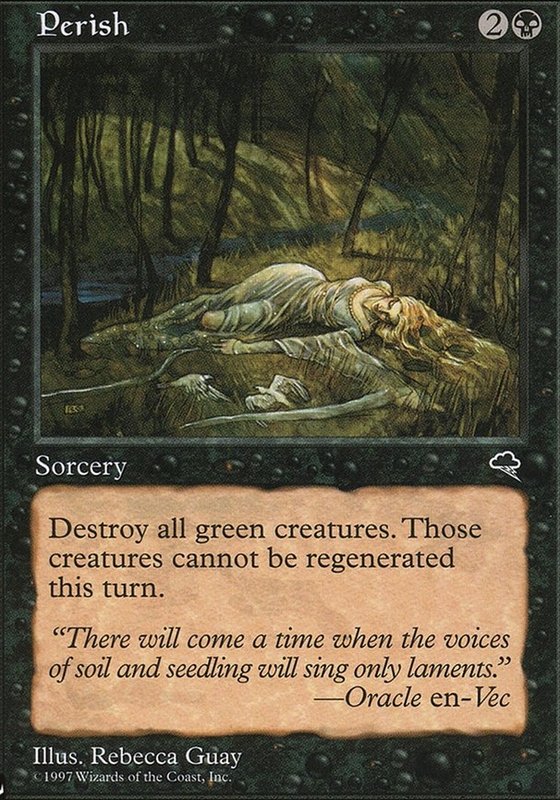 Perish 2
Sorcery
Destroy all green creatures. Those
creatures cannot be regenerated
this turn.
“There will come a time when the voices
of soil and seedling will sing only laments.”
—Oracle en-Vec
Illus. Rebecca Guay
©1997 Wizards of the Coast, Inc.